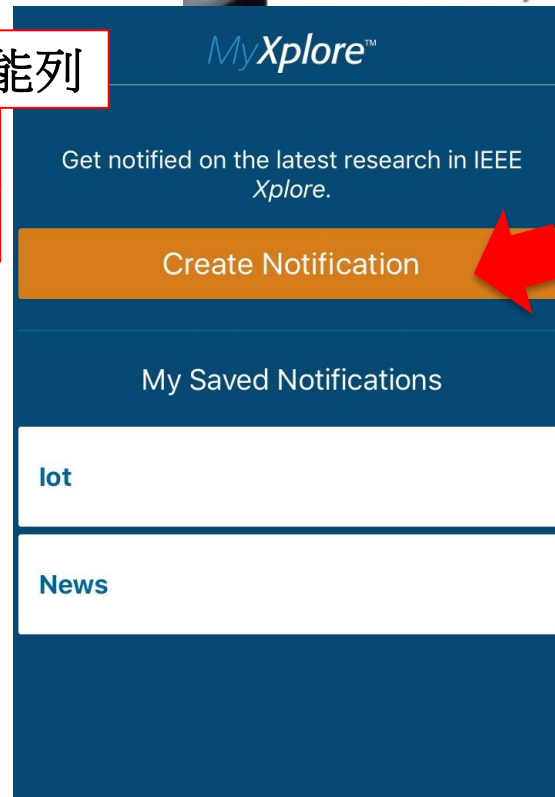 能列
MyXplore™
Get notified on the latest research in IEEE
Xplore.
Create Notification
My Saved Notifications
Iot
News